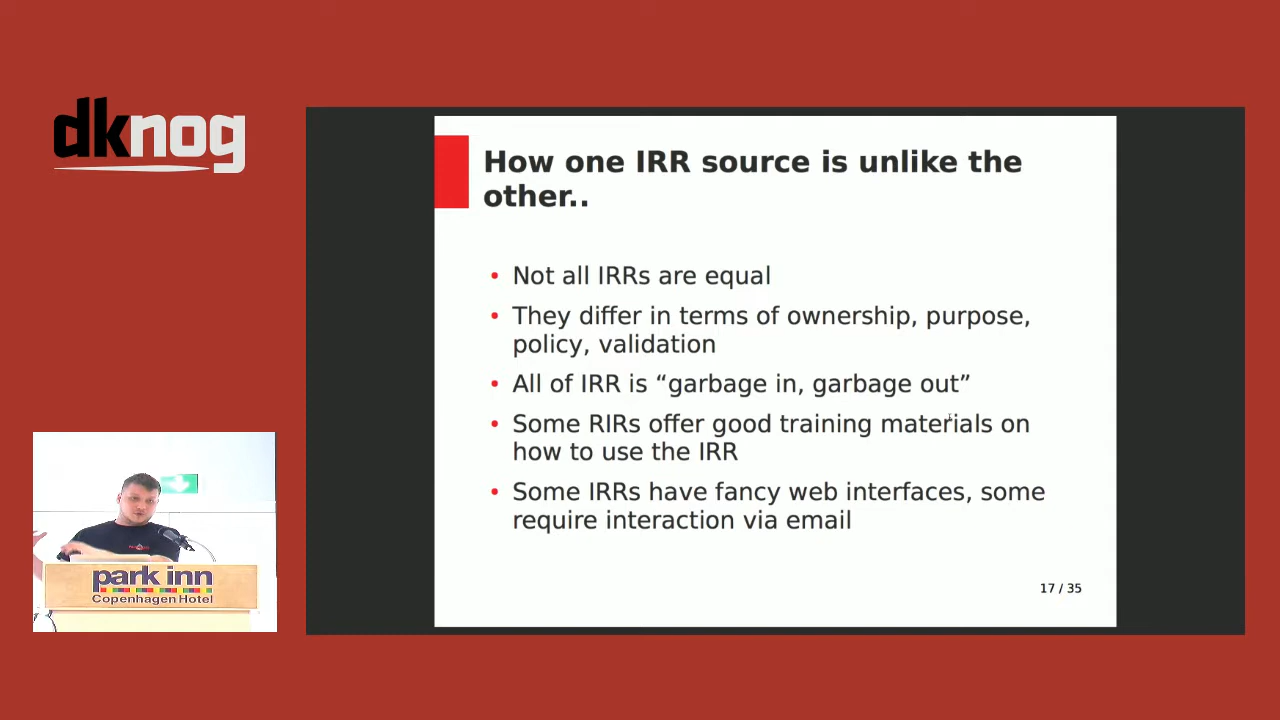 dknog
How one IRR source is unlike the
other..
• Not all IRRs are equal
• They differ in terms of ownership, purpose,
policy, validation
• All of IRR is “garbage in, garbage out”
• Some RIRs offer good training materials on
how to use the IRR
• Some IRRs have fancy web interfaces, some
require interaction via email
17 / 35
park inn
Copenhagen Hotel